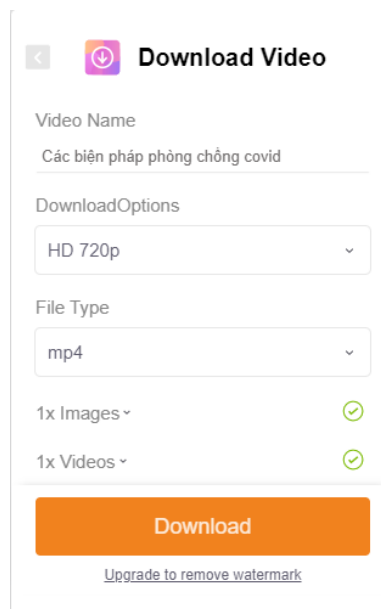 Download Video
Video Name
Các biện pháp phòng chống covid
DownloadOptions
HD 720p
File Type
mp4
1x Images
1x Videos
Download
Upgrade to remove watermark